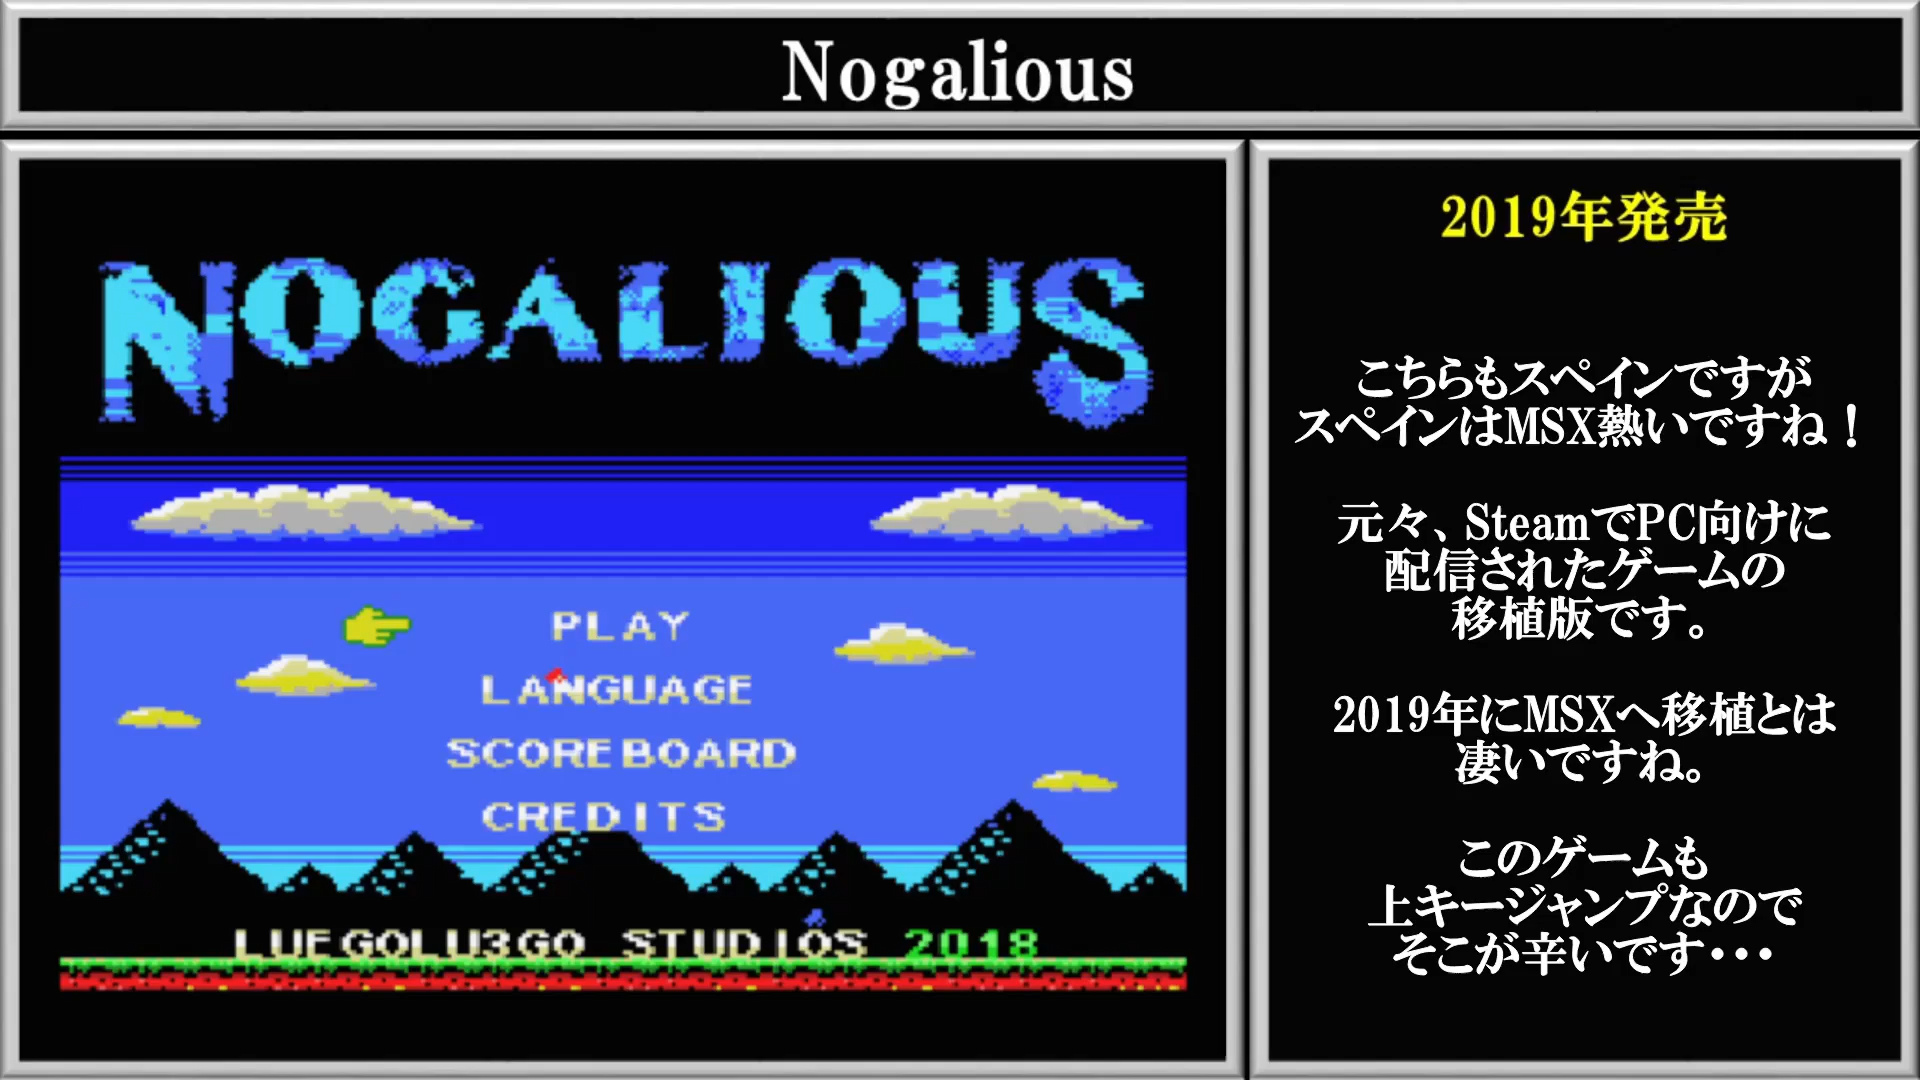 Nogalious
NOGALIOUS
PLAY
LANGUAGE
SCOREBOARD
CREDITS
LUEGOLU3GO STUDIOS 2018
2019年発売
こちらもスペインですが
スペインはMSX熱いですね！
元々、SteamでPC向けに
配信されたゲームの
移植版です。
2019年にMSXへ移植とは
凄いですね。
このゲームも
上キージャンプなので
そこが辛いです・・・